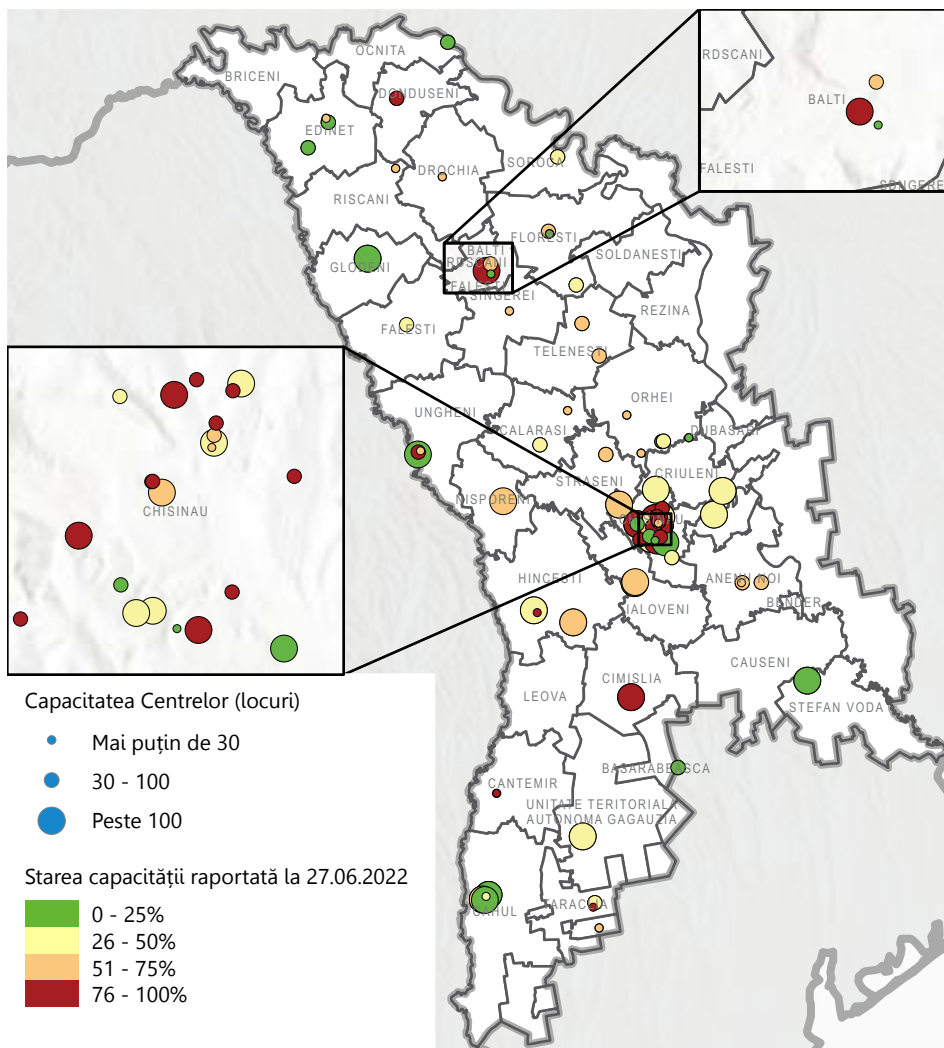 OCNITA
BRICENI
DONDUSENI
EDINET
SOROCA
DROCHIA
RISCANI
FLORESTI
BALTI
SOLDANESTI
GLODENI
FALESTI
SINGEREI
REZINA
FALESTI
TELENESTI
ORHEI
UNGHENI
CALARASI
DUBASARI
CRIULENI
STRASENI
NISPORENI
HINCESTI
ANENII NOI
BENDER
IALOVENI
CAUSENI
LEOVA
CIMISLIA
STEFAN VODA
BASARABEASCA
CANTEMIR
UNITATE TERITORIALA
AUTONOMA GAGAUZIA
TARACLIA
CAHUL
RDSCANI
BALTI
FALESTI
CHISINAU
Capacitatea Centrelor (locuri)
Mai puțin de 30
30 - 100
Peste 100
Starea capacității raportată la 27.06.2022
0 - 25%
26 - 50%
51 - 75%
76 - 100%